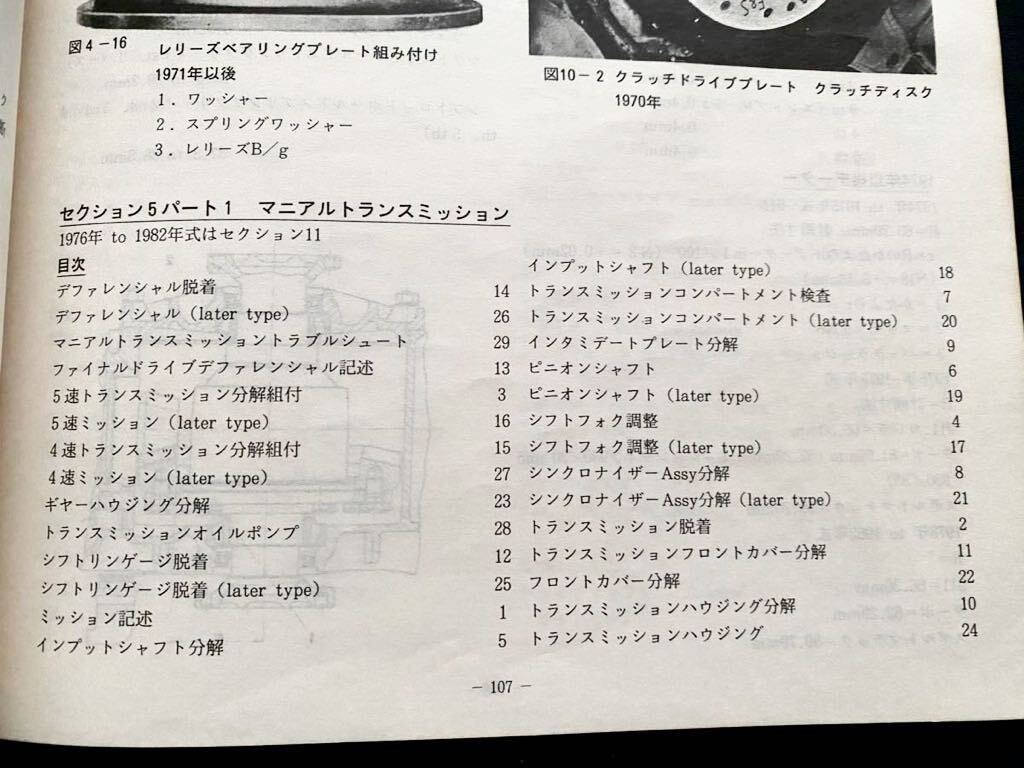 図4-16 レリーズベアリングプレート組み付け
1971年以後
1．ワッシャー
2．スプリングワッシャー
3．レリーズB／g
図10-2 クラッチドライブプレート クラッチディスク
1970年
セクション5パート1 マニアルトランスミッション
1976年 to 1982年式はセクション11
目次
デファレンシャル脱着 14
デファレンシャル (later type) 26
マニアルトランスミッショントラブルシュート 29
ファイナルドライブデファレンシャル記述 13
5速トランスミッション分解組付 3
5速ミッション (later type) 16
4速トランスミッション分解組付 15
4速ミッション (later type) 27
ギヤーハウジング分解 23
トランスミッションオイルポンプ 28
シフトリンゲージ脱着 12
シフトリンゲージ脱着 (later type) 25
ミッション記述 1
インプットシャフト分解 5
インプットシャフト (later type) 18
トランスミッションコンパートメント検査 7
トランスミッションコンパートメント (later type) 20
インタミデートプレート分解 9
ピニオンシャフト 6
ピニオンシャフト (later type) 19
シフトフォク調整 4
シフトフォク調整 (later type) 17
シンクロナイザーAssy分解 8
シンクロナイザーAssy分解 (later type) 21
トランスミッション脱着 2
トランスミッションフロントカバー分解 11
フロントカバー分解 22
トランスミッションハウジング分解 10
トランスミッションハウジング 24
- 107 -